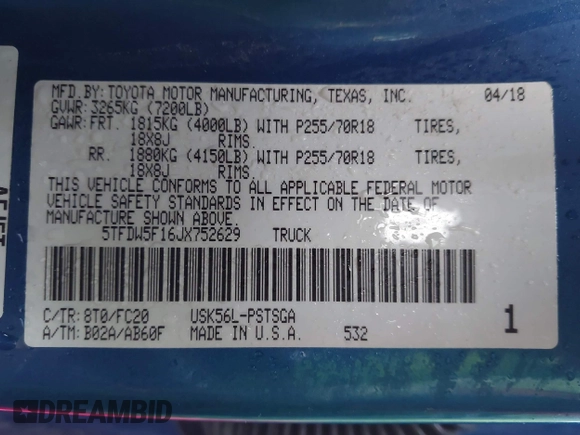 MFD.BY: TOYOTA MOTOR MANUFACTURING, TEXAS, INC. 04/18
GVWR: 3265KG (7200LB)
GAWR: FRT. 1815KG (4000LB) WITH P255/70R18 TIRES,
18X8J RIMS.
RR. 1880KG (4150LB) WITH P255/70R18 TIRES,
18X8J RIMS.
THIS VEHICLE CONFORMS TO ALL APPLICABLE FEDERAL MOTOR
VEHICLE SAFETY STANDARDS IN EFFECT ON THE DATE OF
MANUFACTURE SHOWN ABOVE.
5TFDW5F16JX752629 TRUCK
C/TR: 8T0/FC20 USK56L-PSTSGA
A/TM: B02A/AB60F MADE IN U.S.A. 532 1
DREAMBID